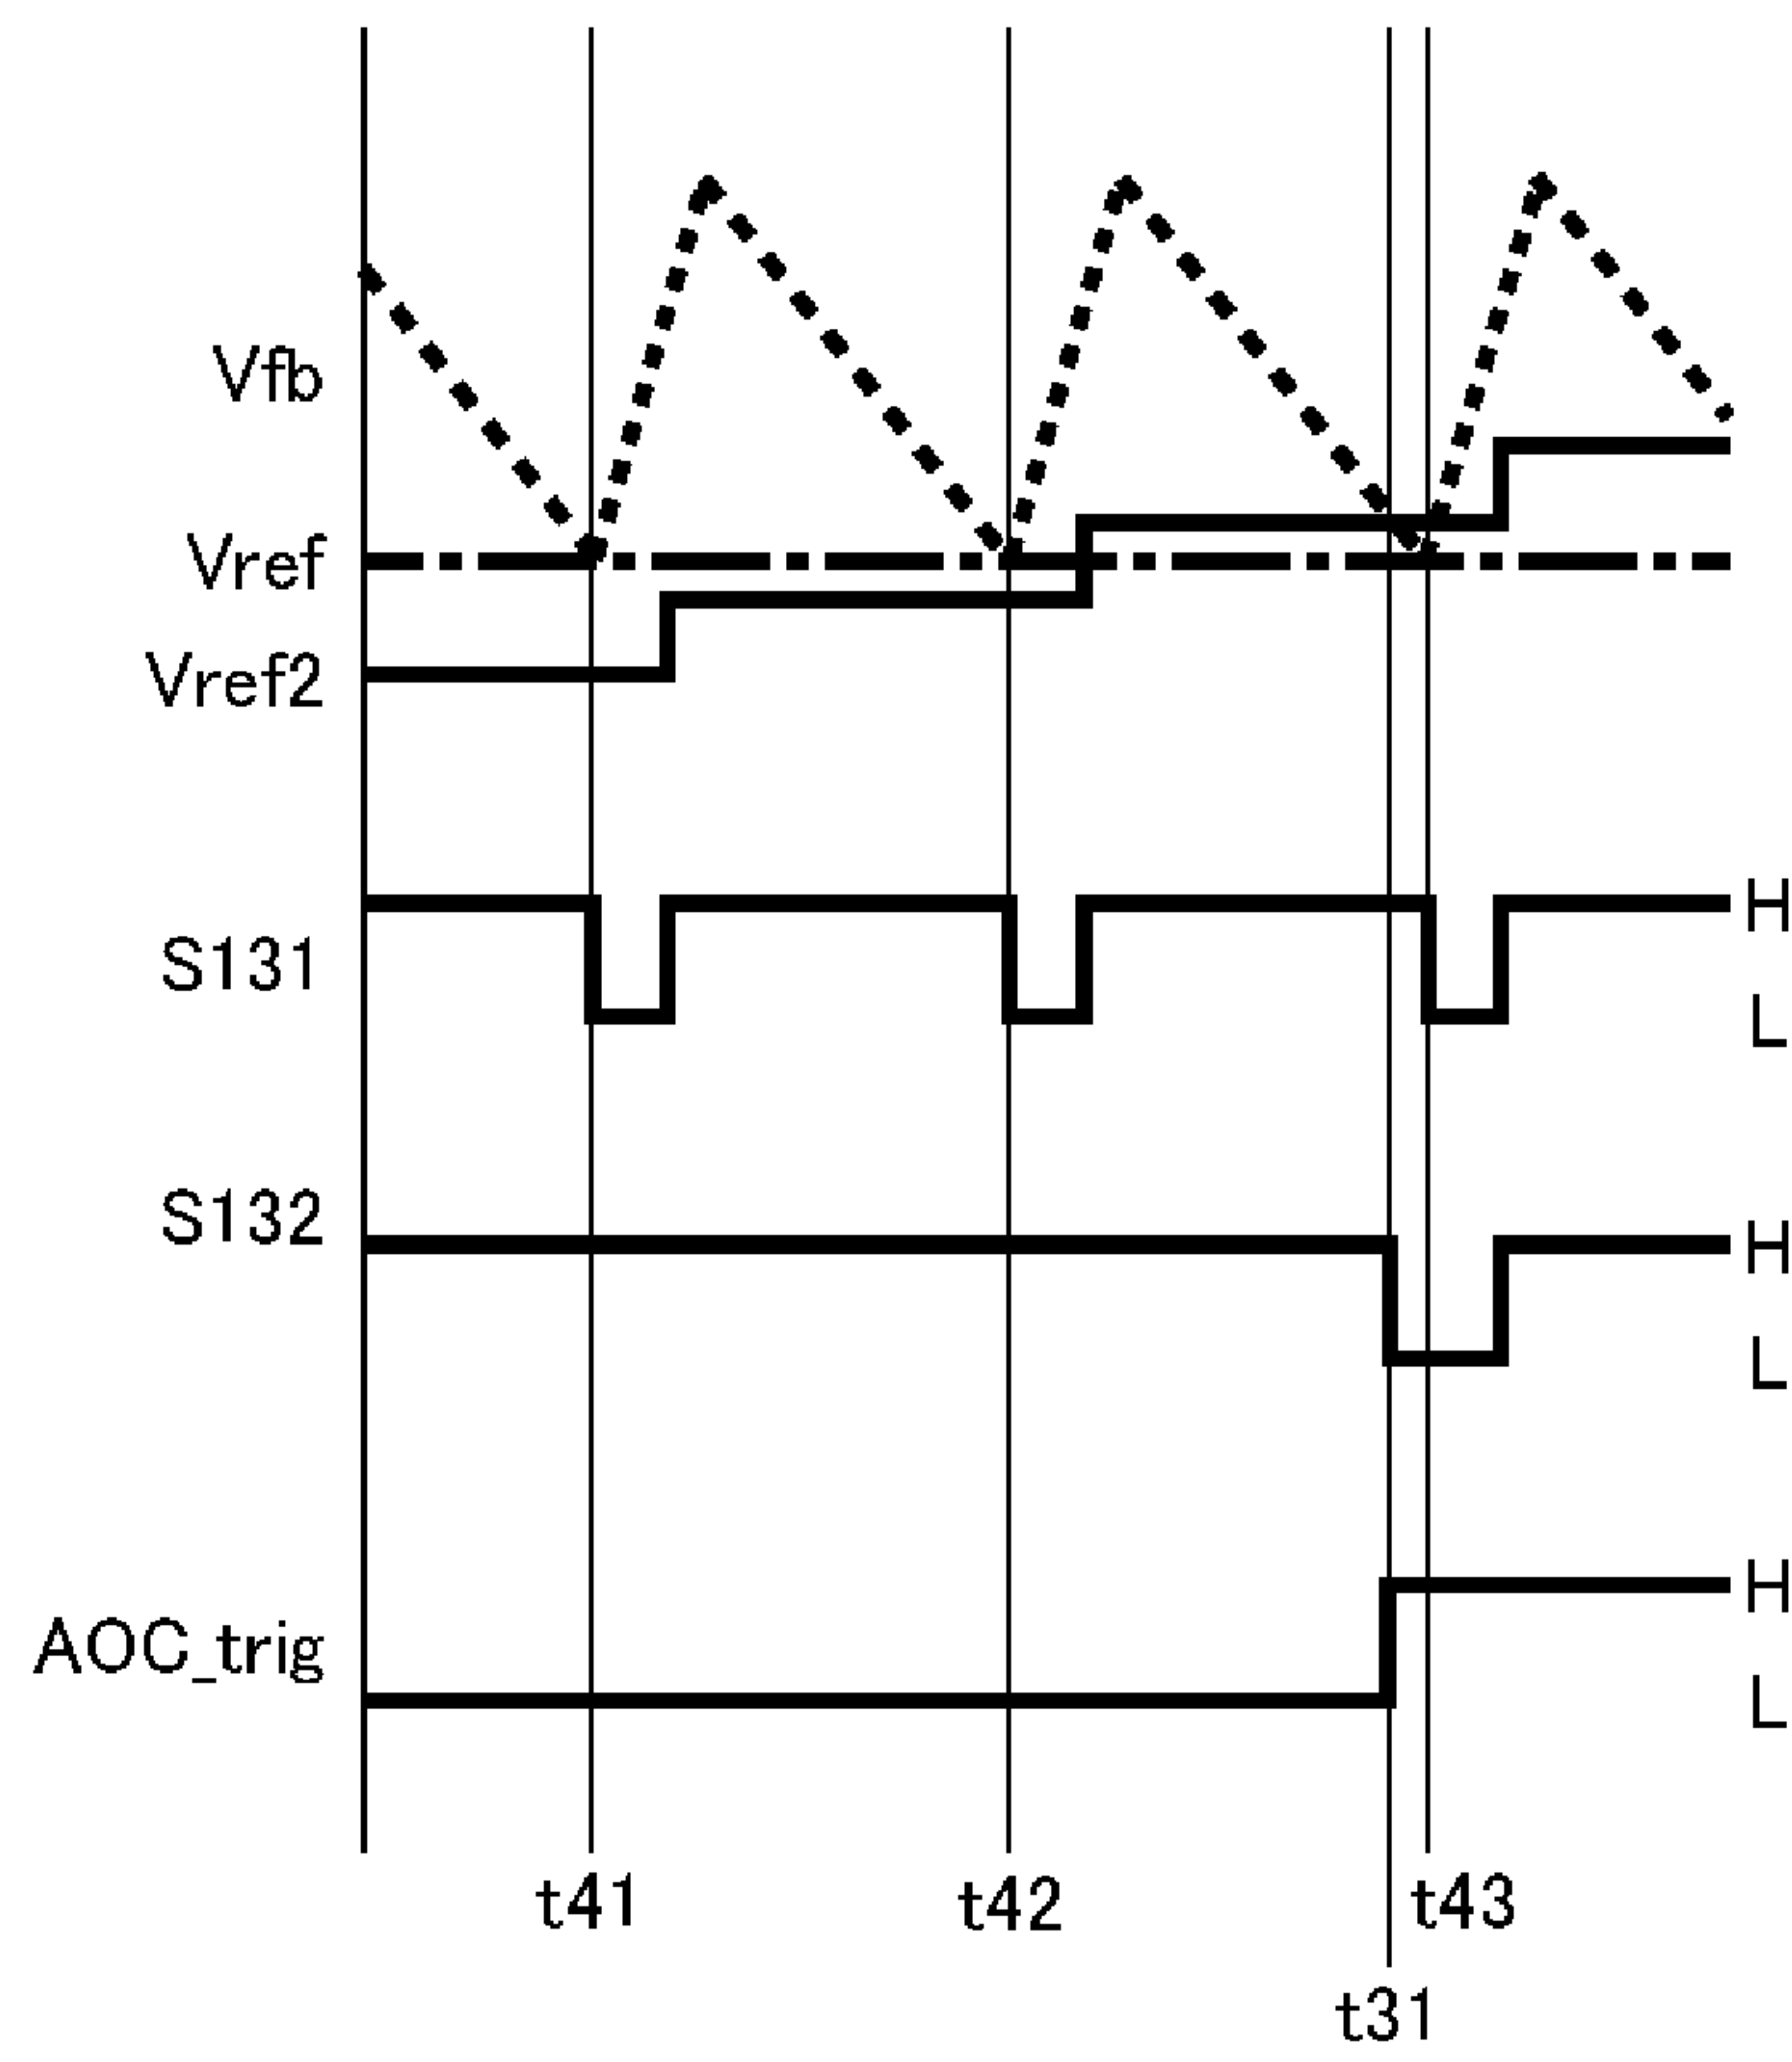 Vfb
Vref
Vref2
H
S131
L
S132
H
L
H
AOC_trig
L
t41
t42
t43
t31